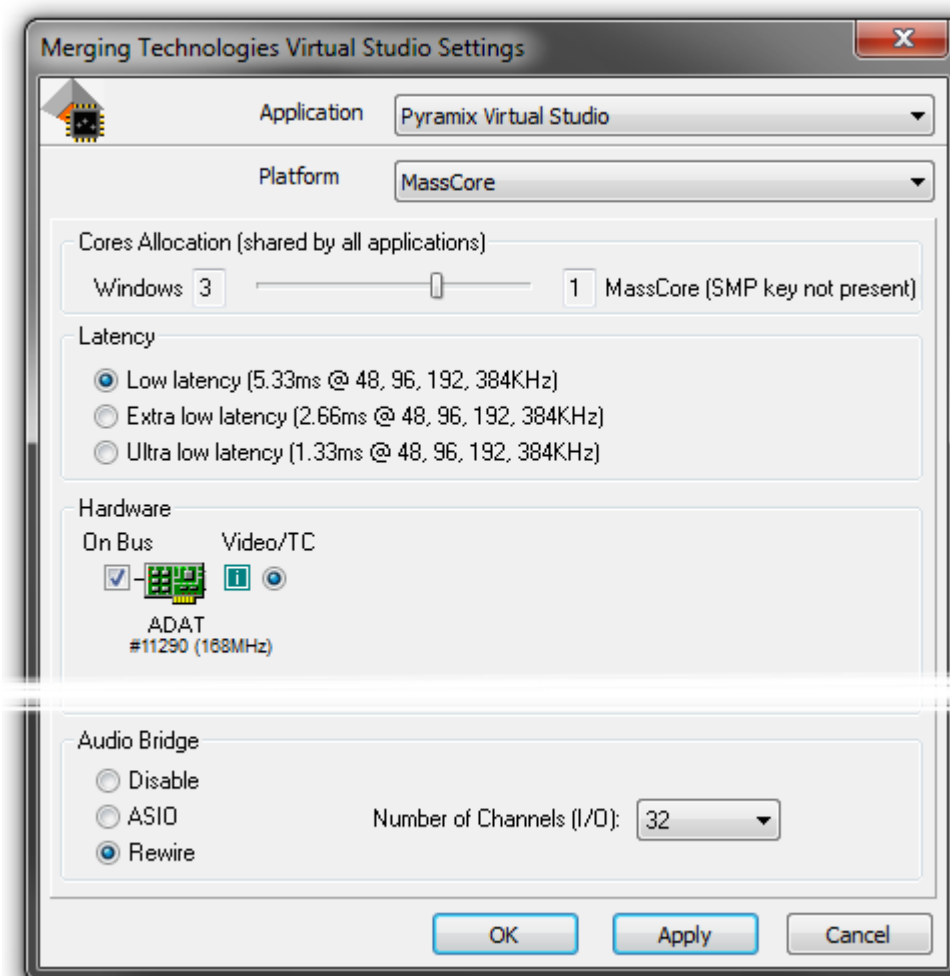 Merging Technologies Virtual Studio Settings
Application Pyramix Virtual Studio
Platform MassCore
Cores Allocation (shared by all applications)
Windows 3 1 MassCore (SMP key not present)
Latency
Low latency (5.33ms @ 48, 96, 192, 384KHz)
Extra low latency (2.66ms @ 48, 96, 192, 384KHz)
Ultra low latency (1.33ms @ 48, 96, 192, 384KHz)
Hardware
On Bus Video/TC
i
ADAT
#11290 (168MHz)
Audio Bridge
Disable
ASIO Number of Channels (I/O): 32
Rewire
OK Apply Cancel